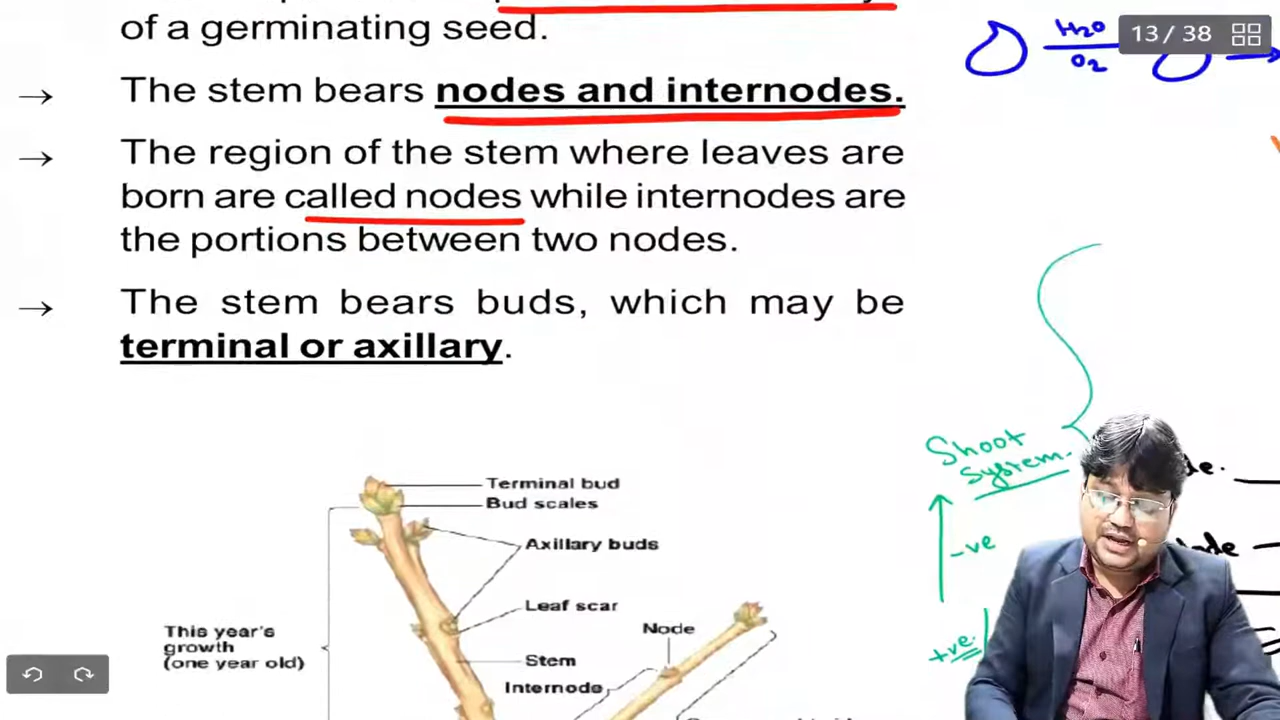 of a germinating seed.
→ The stem bears nodes and internodes.
→ The region of the stem where leaves are
born are called nodes while internodes are
the portions between two nodes.
→ The stem bears buds, which may be
terminal or axillary.
Terminal bud
Bud scales
Axillary buds
Leaf scar
This year's
growth
(one year old)
Stem
Node
Internode
H₂O
O₂
13 / 38
Shoot
System.
-ve
+ve.